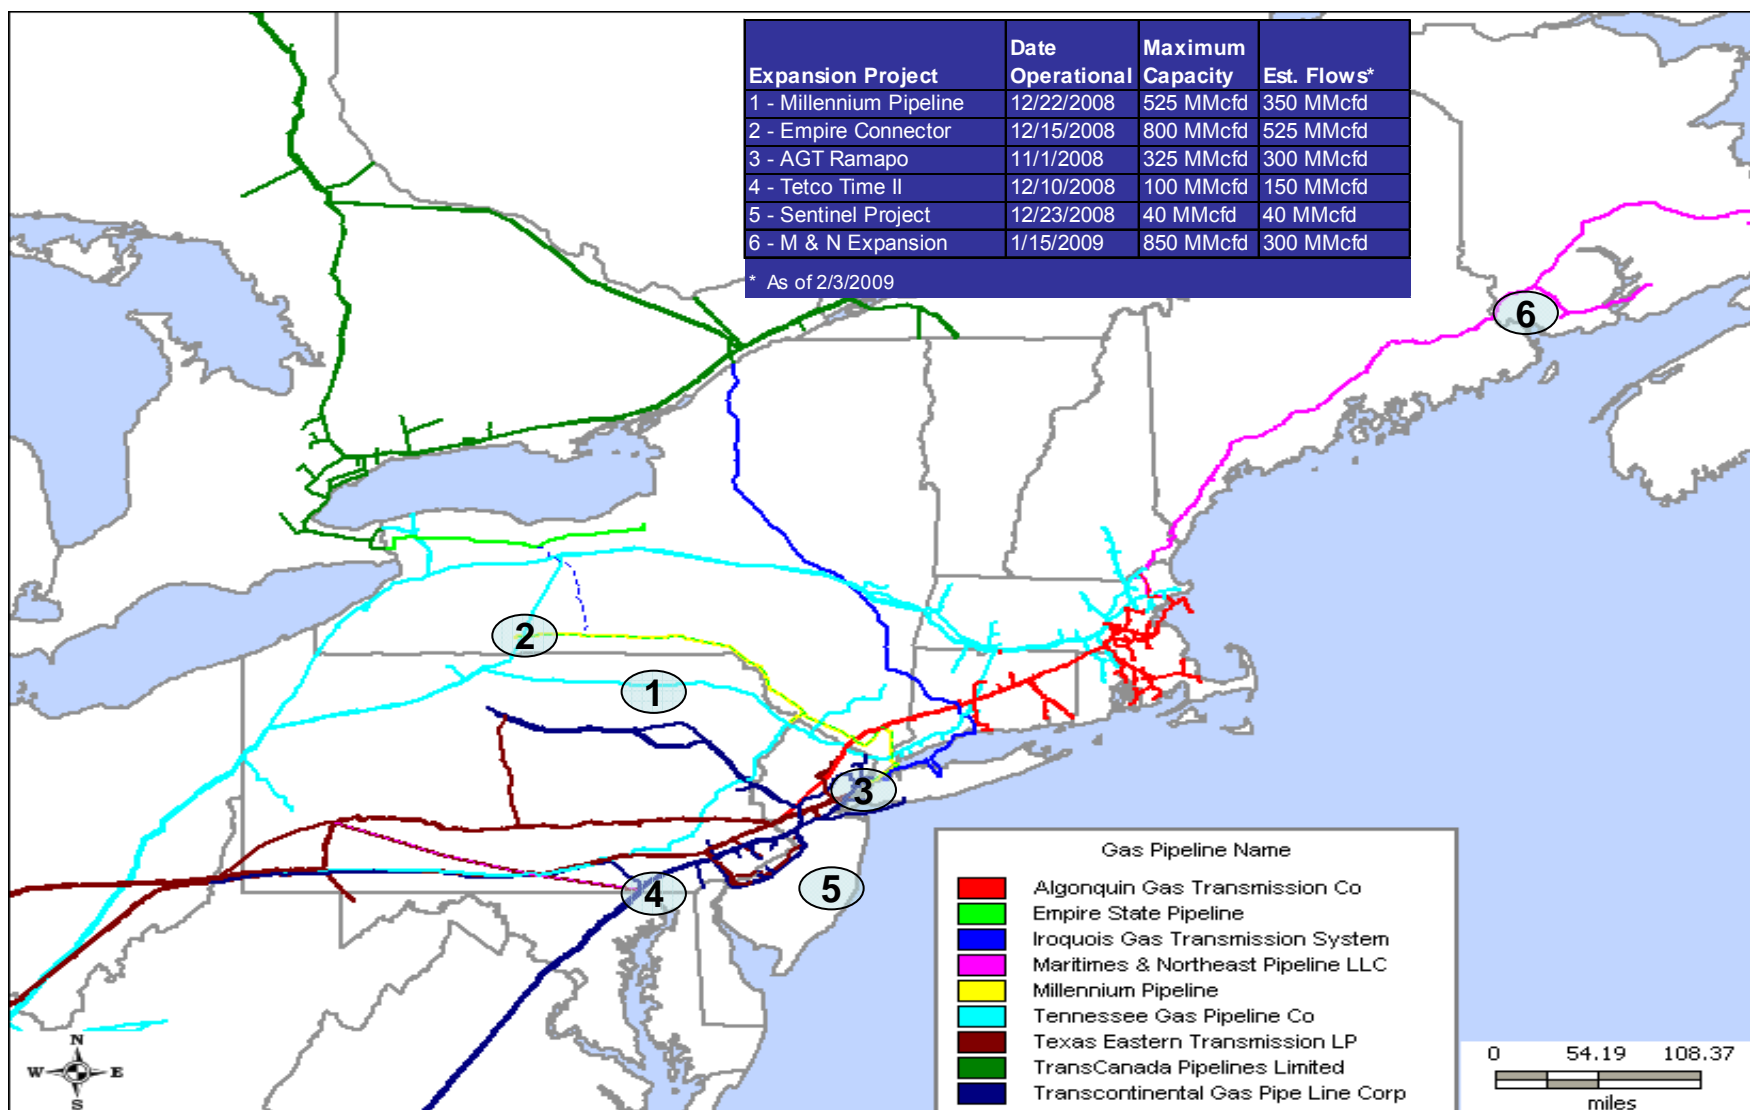 Expansion Project Date Operational Maximum Capacity Est. Flows*
1 - Millennium Pipeline 12/22/2008 525 MMcfd 350 MMcfd
2 - Empire Connector 12/15/2008 800 MMcfd 525 MMcfd
3 - AGT Ramapo 11/1/2008 325 MMcfd 300 MMcfd
4 - Tetco Time II 12/10/2008 100 MMcfd 150 MMcfd
5 - Sentinel Project 12/23/2008 40 MMcfd 40 MMcfd
6 - M & N Expansion 1/15/2009 850 MMcfd 300 MMcfd
* As of 2/3/2009
6
2
1
3
4
5
Gas Pipeline Name
Algonquin Gas Transmission Co
Empire State Pipeline
Iroquois Gas Transmission System
Maritimes & Northeast Pipeline LLC
Millennium Pipeline
Tennessee Gas Pipeline Co
Texas Eastern Transmission LP
TransCanada Pipelines Limited
Transcontinental Gas Pipe Line Corp
N
W E
S
0 54.19 108.37
miles